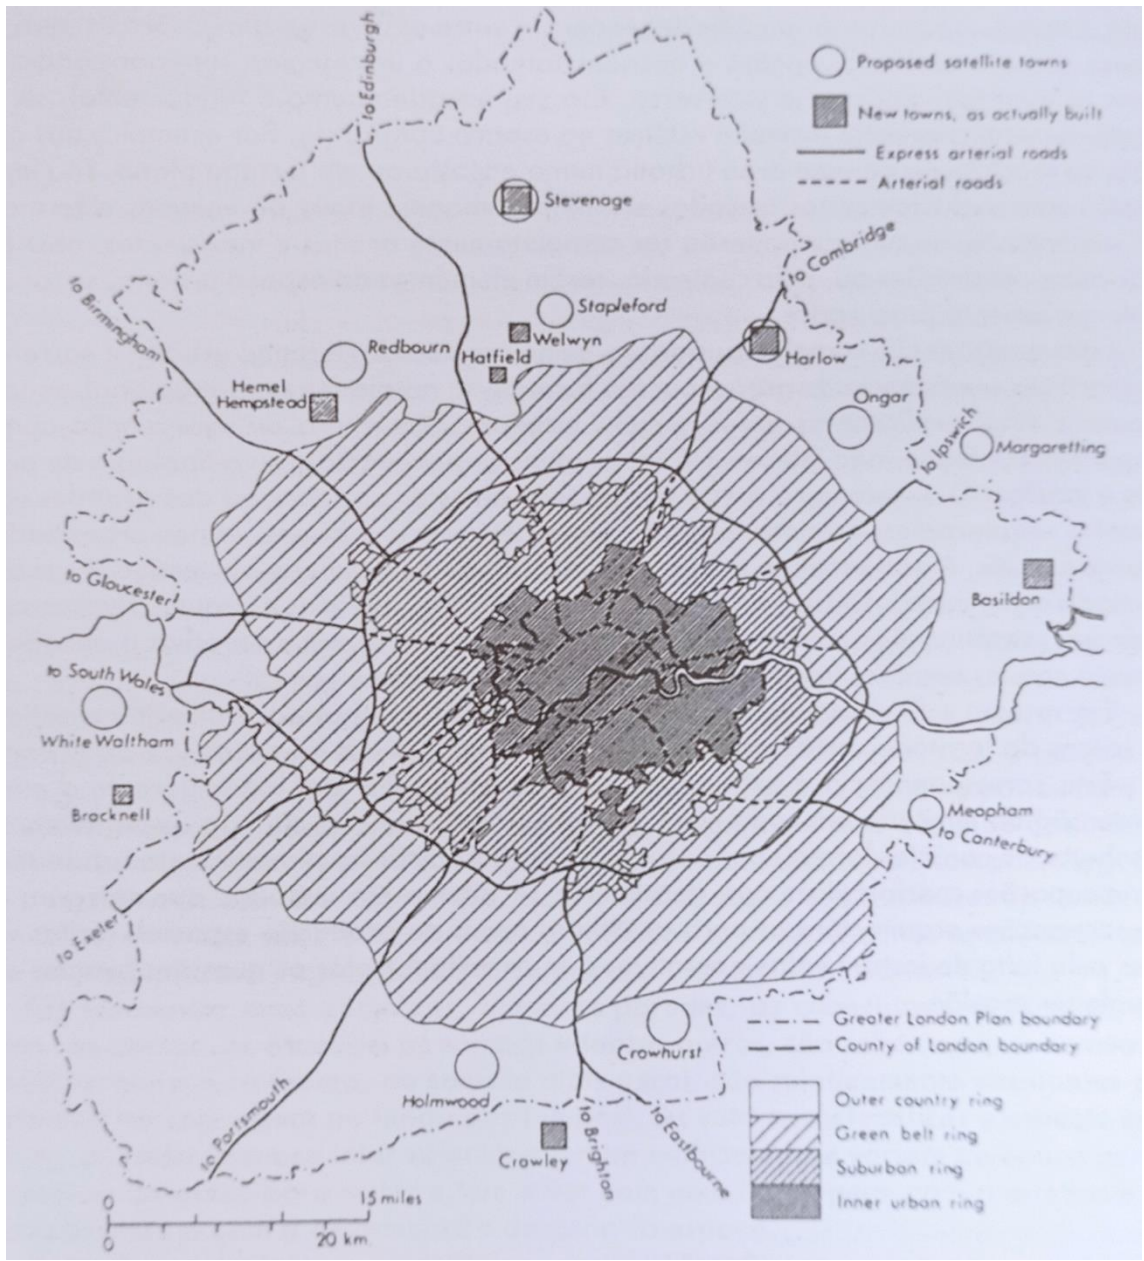 to Edinburgh
Proposed satellite towns
New towns, as actually built
Express arterial roads
Arterial roads
Stevenage
to Cambridge
to Birmingham
Stapleford
Welwyn
Redbourn
Hatfield
Harlow
Hemel
Hempstead
Ongar
to Ipswich
Margaretting
to Gloucester
Basildon
to South Wales
White Waltham
Bracknell
Meopham
to Canterbury
to Exeter
Greater London Plan boundary
County of London boundary
Crowhurst
Holmwood
to Portsmouth
Crawley
to Brighton
to Eastbourne
Outer country ring
Green belt ring
Suburban ring
Inner urban ring
0 15 miles
0 20 km.